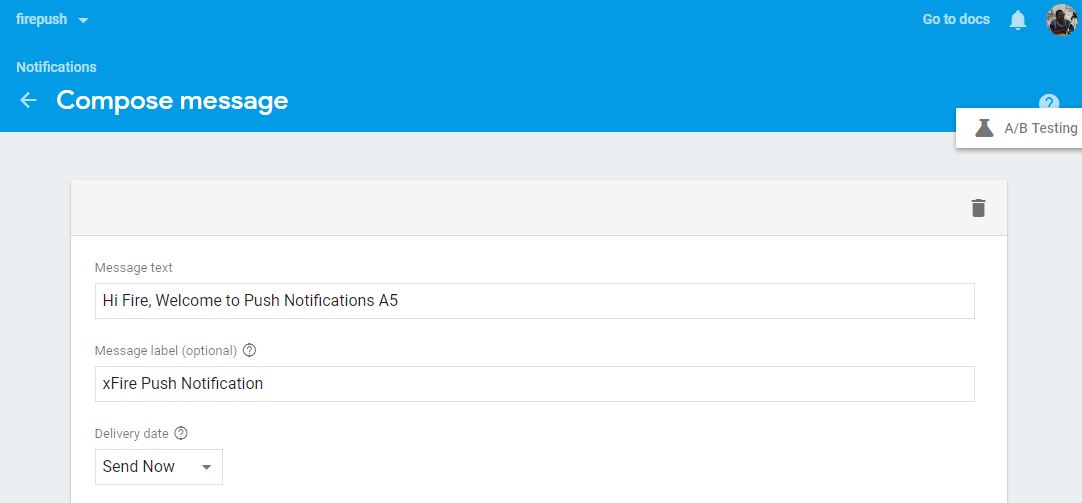 firepush
Go to docs
Notifications
Compose message
?
A/B Testing
Message text
Hi Fire, Welcome to Push Notifications A5
Message label (optional) ?
xFire Push Notification
Delivery date ?
Send Now